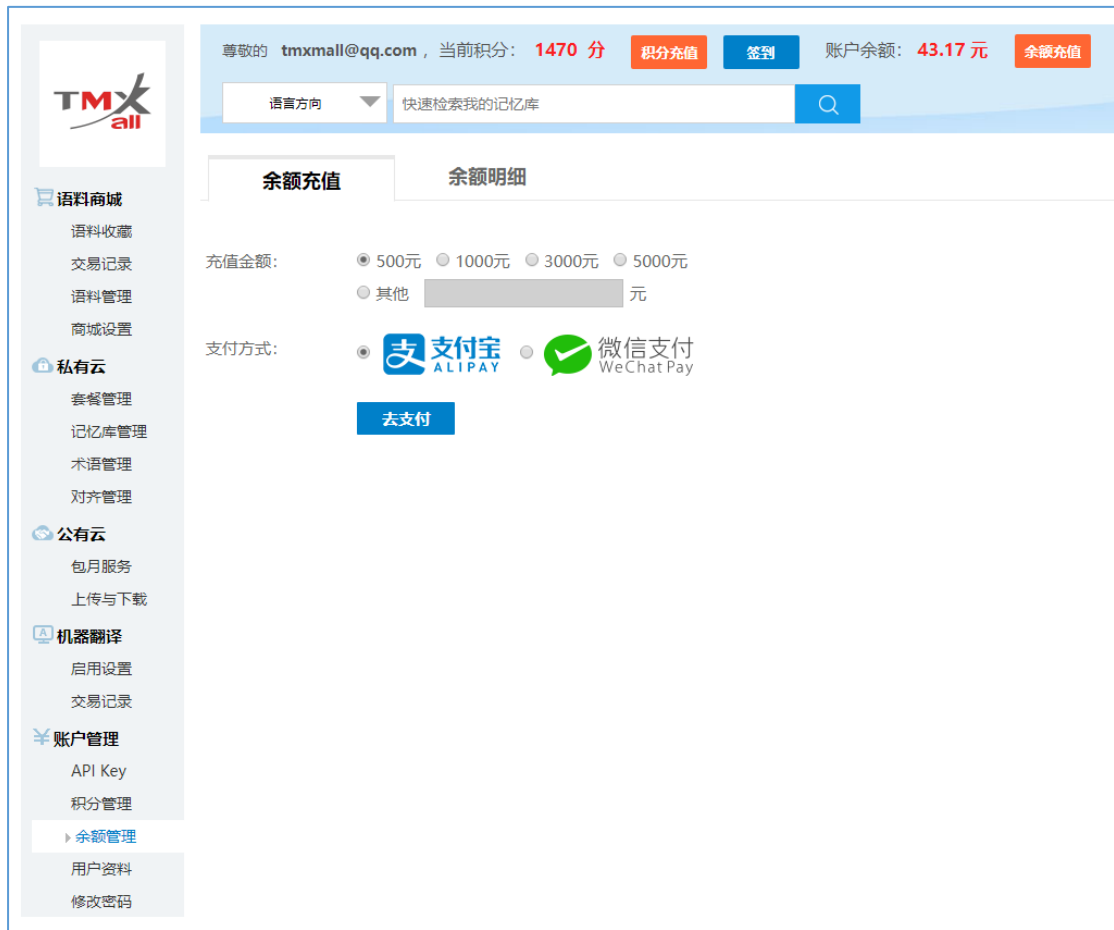 尊敬的 tmxmall@qq.com ，当前积分： 1470 分 积分充值 签到 账户余额：43.17 元 余额充值
TMX
all
语言方向 快速检索我的记忆库
余额充值 余额明细
语料商城
语料收藏
交易记录
语料管理
商城设置
私有云
套餐管理
记忆库管理
术语管理
对齐管理
公有云
包月服务
上传与下载
机器翻译
启用设置
交易记录
账户管理
API Key
积分管理
余额管理
用户资料
修改密码
充值金额： 500元 1000元 3000元 5000元
其他 元
支付方式： 支 支付宝 微信支付
ALIPAY WeChat Pay
去支付